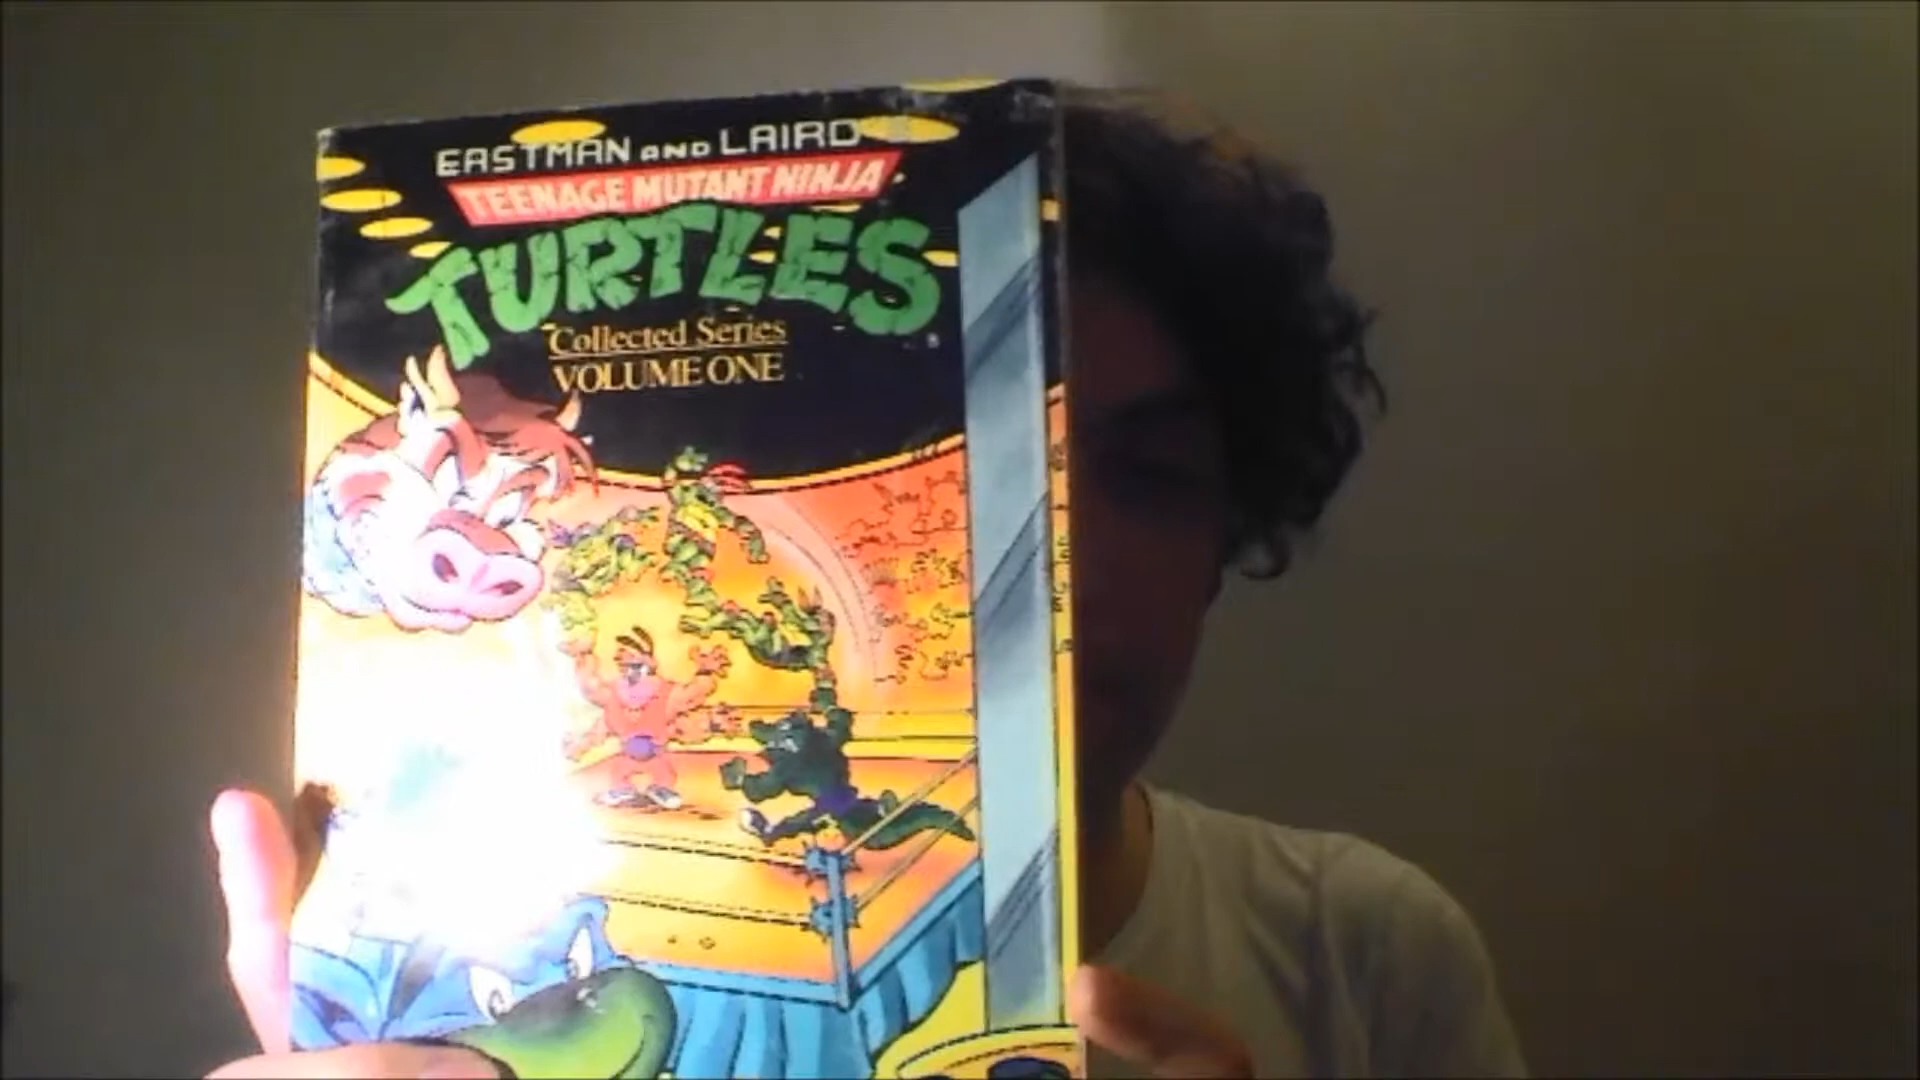 EASTMAN AND LAIRD
TEENAGE MUTANT NINJA
TURTLES
Collected Series
VOLUME ONE